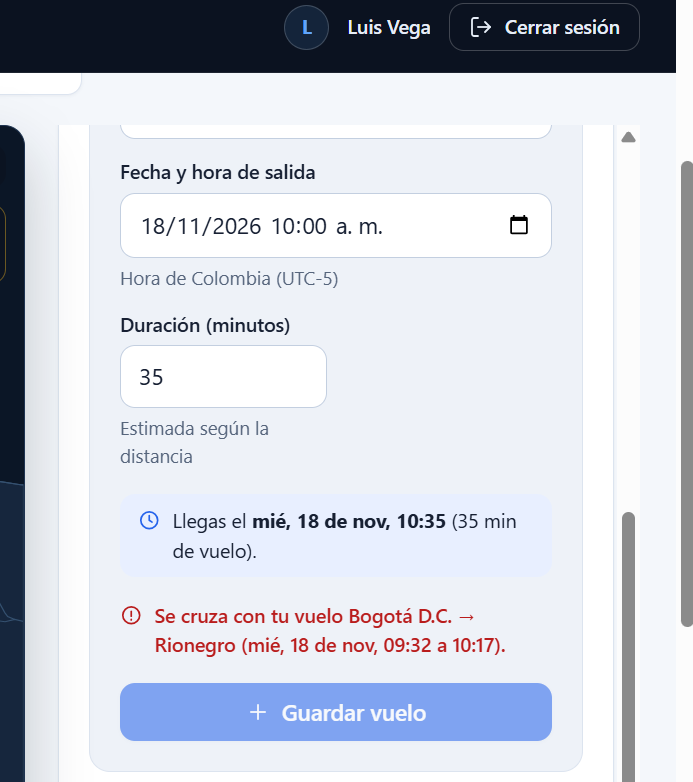 L Luis Vega Cerrar sesión
Fecha y hora de salida
18/11/2026 10:00 a. m.
Hora de Colombia (UTC-5)
Duración (minutos)
35
Estimada según la
distancia
Llegas el mié, 18 de nov, 10:35 (35 min
de vuelo).
Se cruza con tu vuelo Bogotá D.C. →
Rionegro (mié, 18 de nov, 09:32 a 10:17).
+ Guardar vuelo